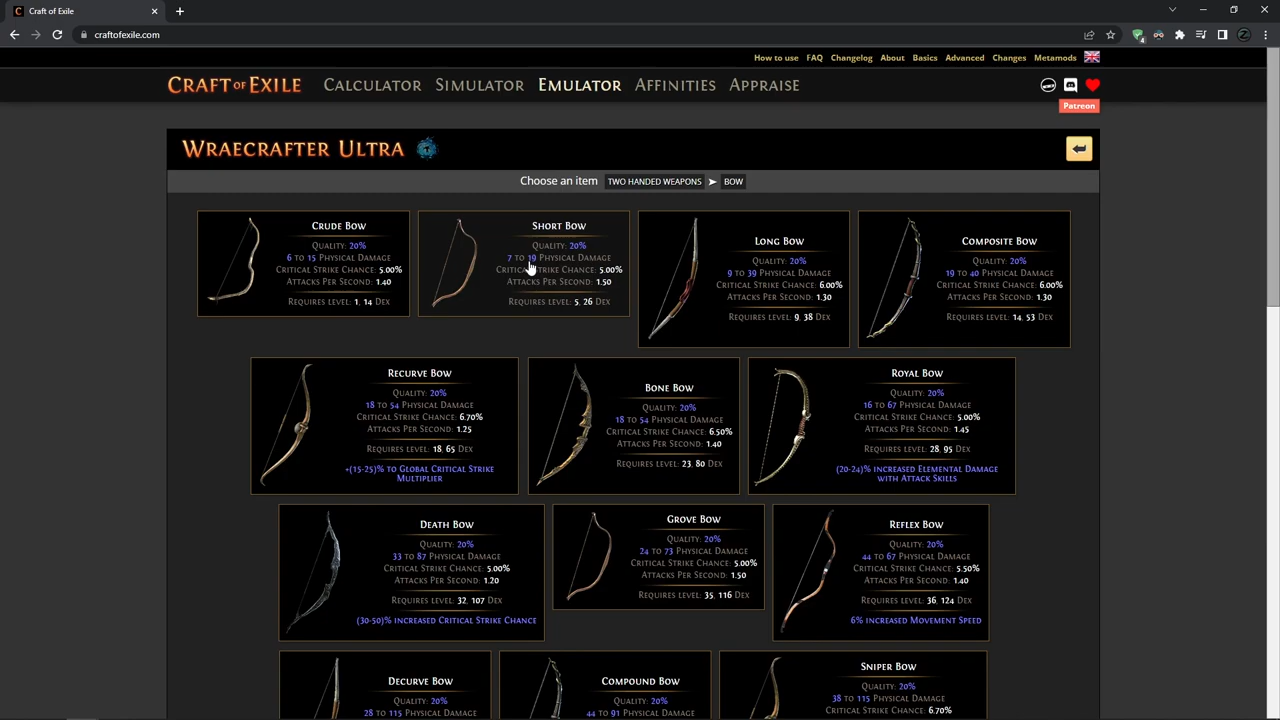 Craft of Exile
craftofexile.com
4
How to use FAQ Changelog About Basics Advanced Changes Metamods
CRAFT OF EXILE CALCULATOR SIMULATOR EMULATOR AFFINITIES APPRAISE
Patreon
WRAECRAFTER ULTRA
Choose an item TWO HANDED WEAPONS BOW
CRUDE BOW
QUALITY: 20%
6 TO 15 PHYSICAL DAMAGE
CRITICAL STRIKE CHANCE: 5.00%
ATTACKS PER SECOND: 1.40
REQUIRES LEVEL: 1, 14 DEX
SHORT BOW
QUALITY: 20%
7 TO 19 PHYSICAL DAMAGE
CRITICAL STRIKE CHANCE: 5.00%
ATTACKS PER SECOND: 1.50
REQUIRES LEVEL: 5, 26 DEX
LONG BOW
QUALITY: 20%
9 TO 39 PHYSICAL DAMAGE
CRITICAL STRIKE CHANCE: 6.00%
ATTACKS PER SECOND: 1.30
REQUIRES LEVEL: 9, 38 DEX
COMPOSITE BOW
QUALITY: 20%
19 TO 40 PHYSICAL DAMAGE
CRITICAL STRIKE CHANCE: 6.00%
ATTACKS PER SECOND: 1.30
REQUIRES LEVEL: 14, 53 DEX
RECURVE BOW
QUALITY: 20%
18 TO 54 PHYSICAL DAMAGE
CRITICAL STRIKE CHANCE: 6.70%
ATTACKS PER SECOND: 1.25
REQUIRES LEVEL: 18, 65 DEX
+(15-25)% TO GLOBAL CRITICAL STRIKE
MULTIPLIER
BONE BOW
QUALITY: 20%
18 TO 54 PHYSICAL DAMAGE
CRITICAL STRIKE CHANCE: 6.50%
ATTACKS PER SECOND: 1.40
REQUIRES LEVEL: 23, 80 DEX
ROYAL BOW
QUALITY: 20%
16 TO 67 PHYSICAL DAMAGE
CRITICAL STRIKE CHANCE: 5.00%
ATTACKS PER SECOND: 1.45
REQUIRES LEVEL: 28, 95 DEX
(20-24)% INCREASED ELEMENTAL DAMAGE
WITH ATTACK SKILLS
DEATH BOW
QUALITY: 20%
33 TO 87 PHYSICAL DAMAGE
CRITICAL STRIKE CHANCE: 5.00%
ATTACKS PER SECOND: 1.20
REQUIRES LEVEL: 32, 107 DEX
(30-50)% INCREASED CRITICAL STRIKE CHANCE
GROVE BOW
QUALITY: 20%
24 TO 73 PHYSICAL DAMAGE
CRITICAL STRIKE CHANCE: 5.00%
ATTACKS PER SECOND: 1.50
REQUIRES LEVEL: 35, 116 DEX
REFLEX BOW
QUALITY: 20%
44 TO 67 PHYSICAL DAMAGE
CRITICAL STRIKE CHANCE: 5.50%
ATTACKS PER SECOND: 1.40
REQUIRES LEVEL: 36, 124 DEX
6% INCREASED MOVEMENT SPEED
DECURVE BOW
QUALITY: 20%
28 TO 115 PHYSICAL DAMAGE
COMPOUND BOW
QUALITY: 20%
44 TO 91 PHYSICAL DAMAGE
SNIPER BOW
QUALITY: 20%
38 TO 115 PHYSICAL DAMAGE
CRITICAL STRIKE CHANCE: 6.70%